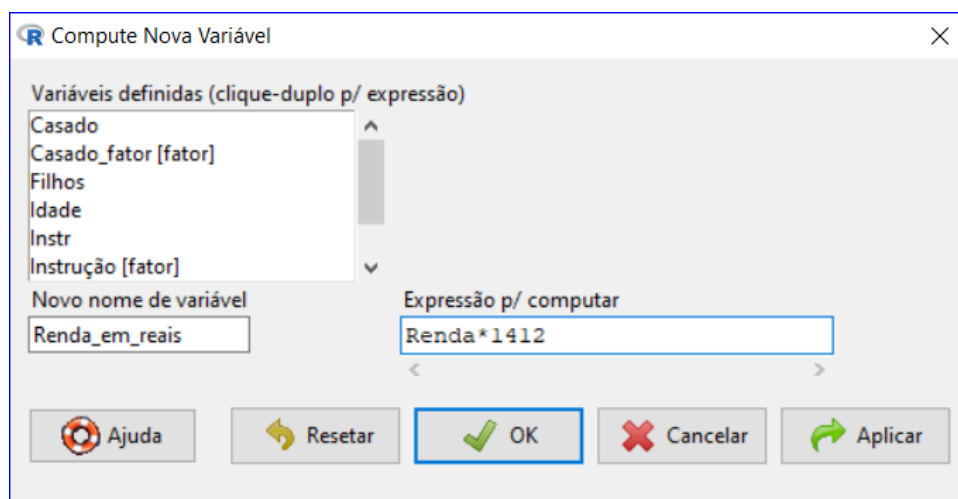 Compute Nova Variável
Variáveis definidas (clique-duplo p/ expressão)
Casado
Casado_fator [fator]
Filhos
Idade
Instr
Instrução [fator]
Novo nome de variável
Expressão p/ computar
Renda_em_reais
Renda*1412
Ajuda
Resetar
OK
Cancelar
Aplicar